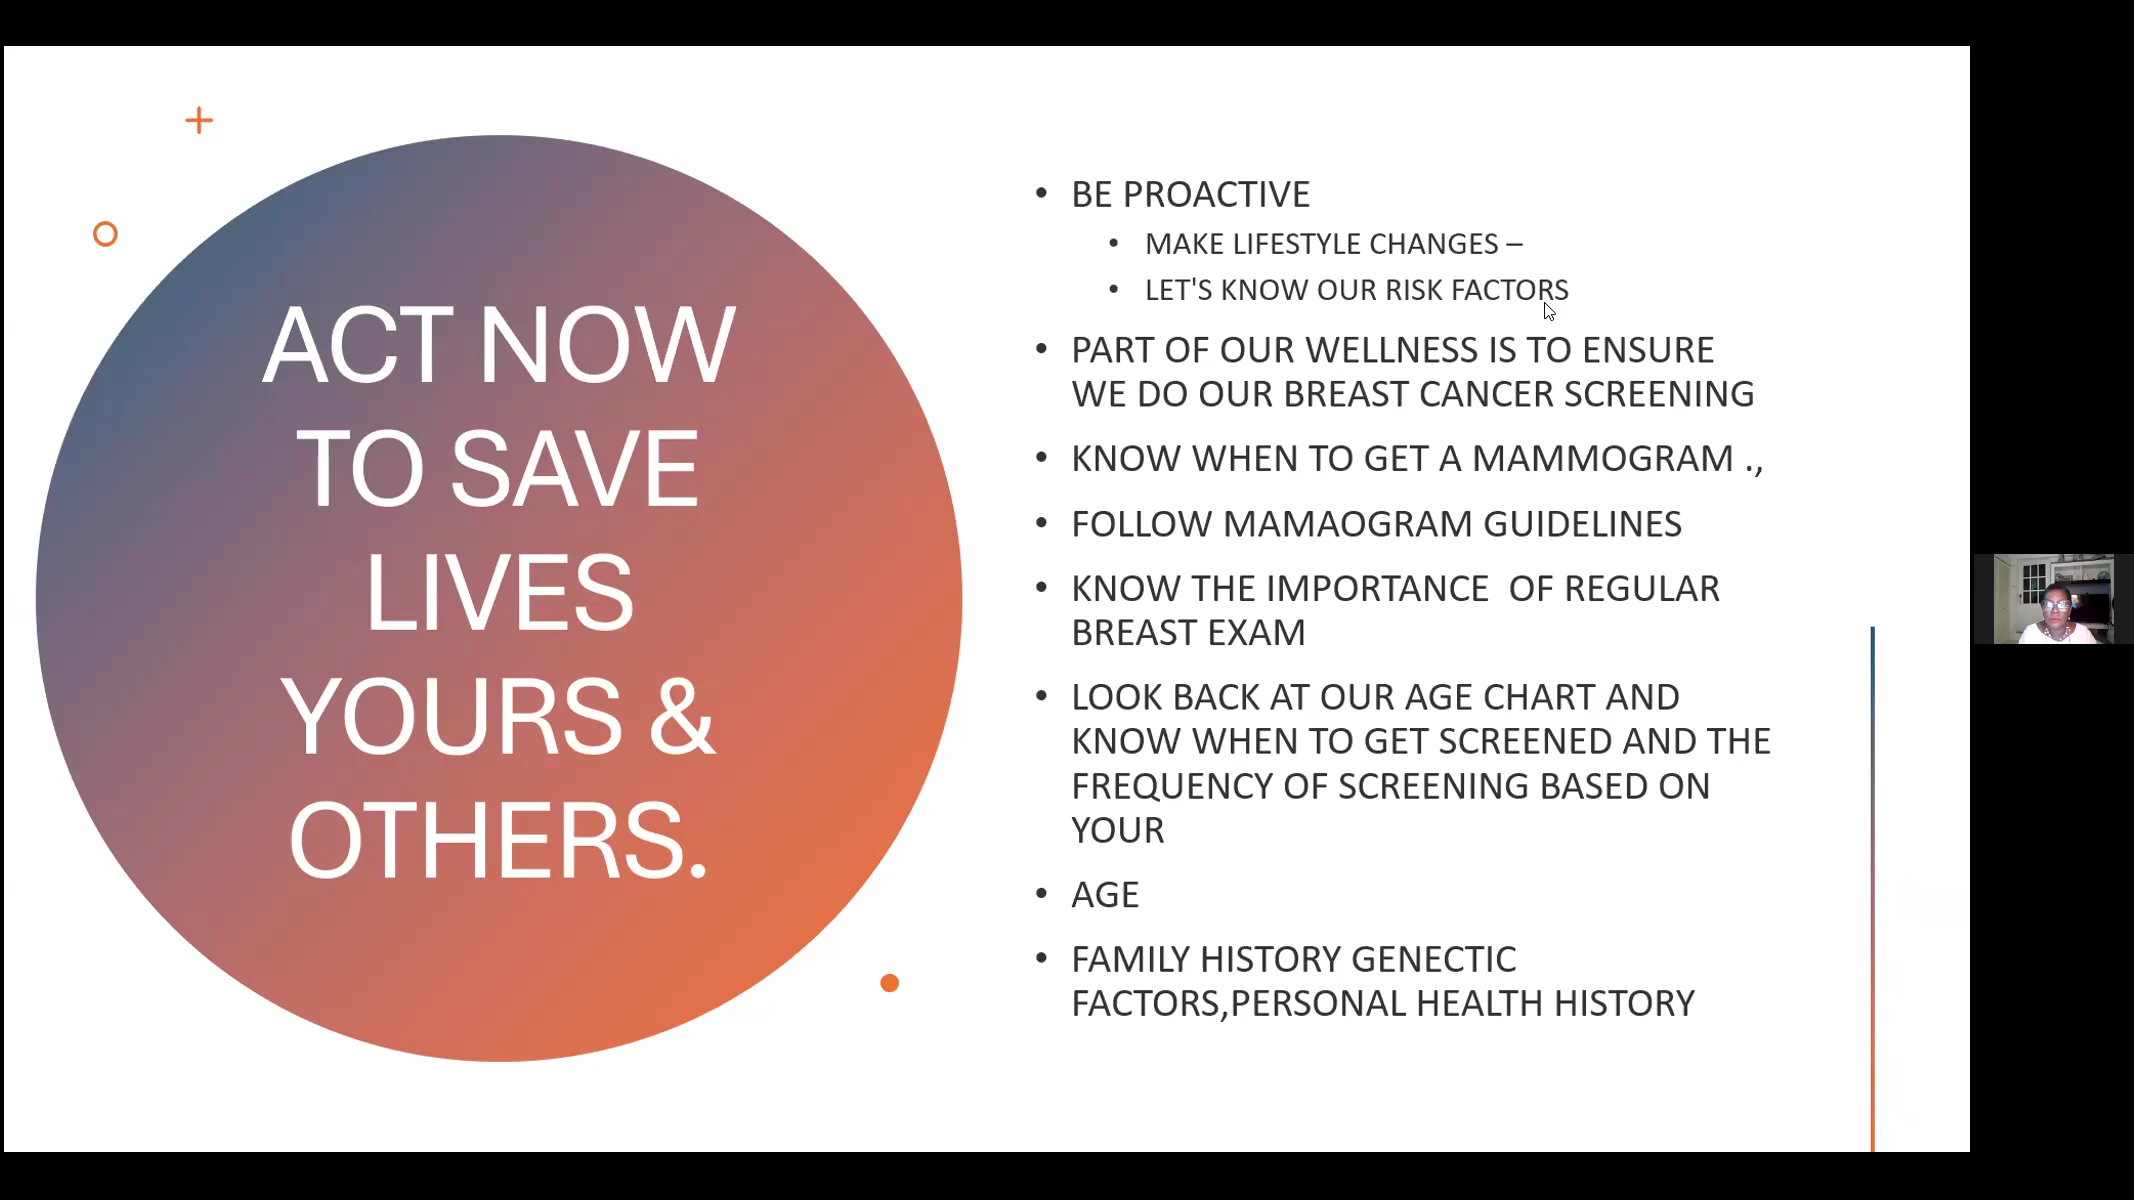 ACT NOW
TO SAVE
LIVES
YOURS &
OTHERS.
• BE PROACTIVE
• MAKE LIFESTYLE CHANGES –
• LET'S KNOW OUR RISK FACTORS
• PART OF OUR WELLNESS IS TO ENSURE
WE DO OUR BREAST CANCER SCREENING
• KNOW WHEN TO GET A MAMMOGRAM .,
• FOLLOW MAMAOGRAM GUIDELINES
• KNOW THE IMPORTANCE  OF REGULAR
BREAST EXAM
• LOOK BACK AT OUR AGE CHART AND
KNOW WHEN TO GET SCREENED AND THE
FREQUENCY OF SCREENING BASED ON
YOUR
• AGE
• FAMILY HISTORY GENECTIC
FACTORS,PERSONAL HEALTH HISTORY